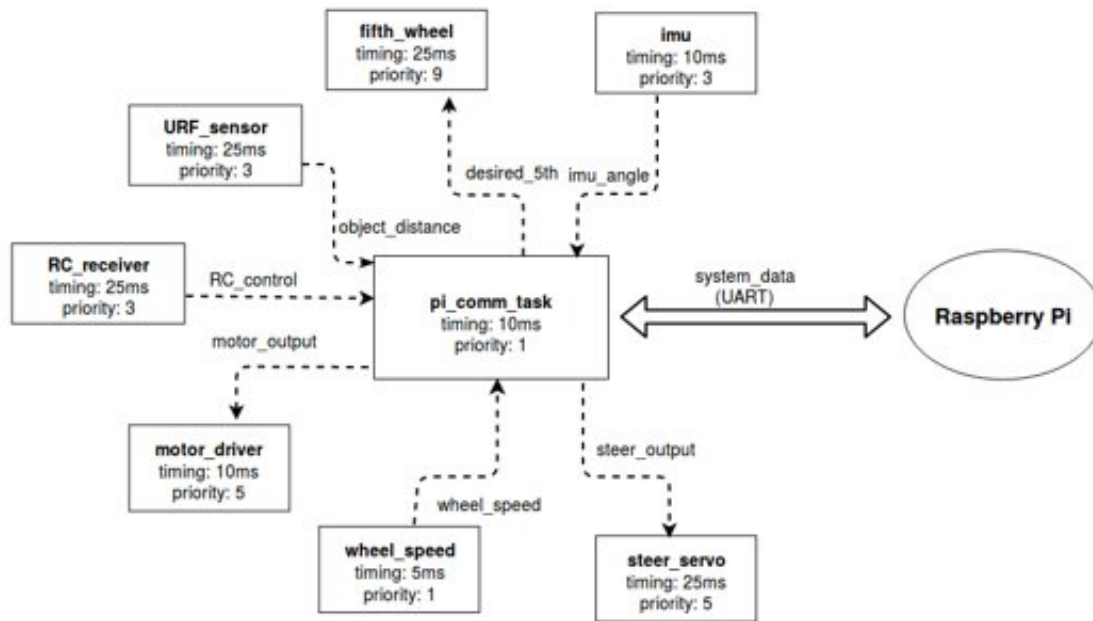 fifth_wheel
timing: 25ms
priority: 9
imu
timing: 10ms
priority: 3
URF_sensor
timing: 25ms
priority: 3
desired_5th
imu_angle
object_distance
RC_receiver
timing: 25ms
priority: 3
RC_control
pi_comm_task
timing: 10ms
priority: 1
system_data
(UART)
Raspberry Pi
motor_output
motor_driver
timing: 10ms
priority: 5
steer_output
wheel_speed
wheel_speed
timing: 5ms
priority: 1
steer_servo
timing: 25ms
priority: 5